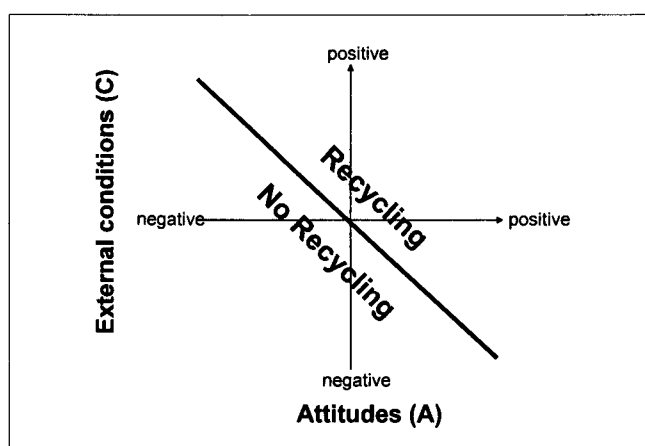 positive
External conditions (C)
Recycling
No Recycling
negative
positive
negative
Attitudes (A)